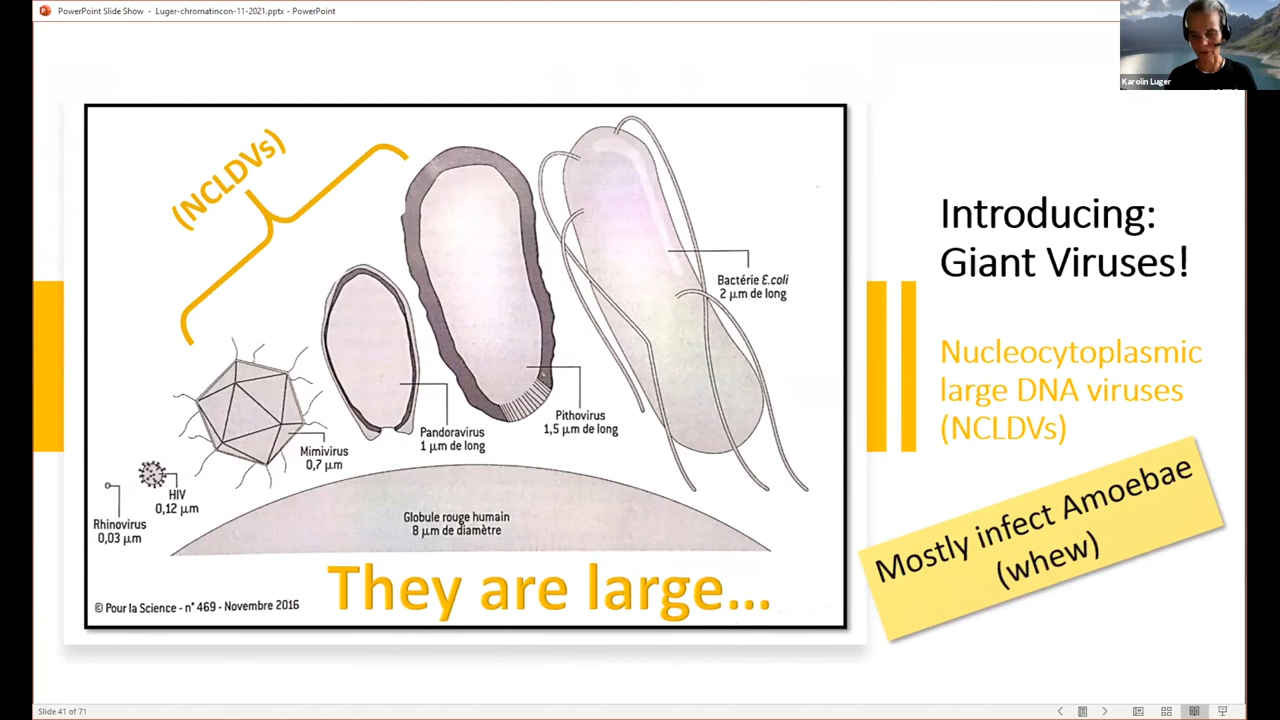 PowerPoint Slide Show - Luger-chromatincon-11-2021.pptx - PowerPoint
Karolin Luger
(NCLDVs)
Introducing:
Giant Viruses!
Nucleocytoplasmic
large DNA viruses
(NCLDVs)
Mostly infect Amoebae
(whew)
Bactérie E.coli
2 µm de long
Pithovirus
1,5 µm de long
Pandoravirus
1 µm de long
Mimivirus
0,7 µm
HIV
0,12 µm
Rhinovirus
0,03 µm
Globule rouge humain
8 µm de diamètre
They are large...
© Pour la Science - n° 469 - Novembre 2016
Slide 41 of 71